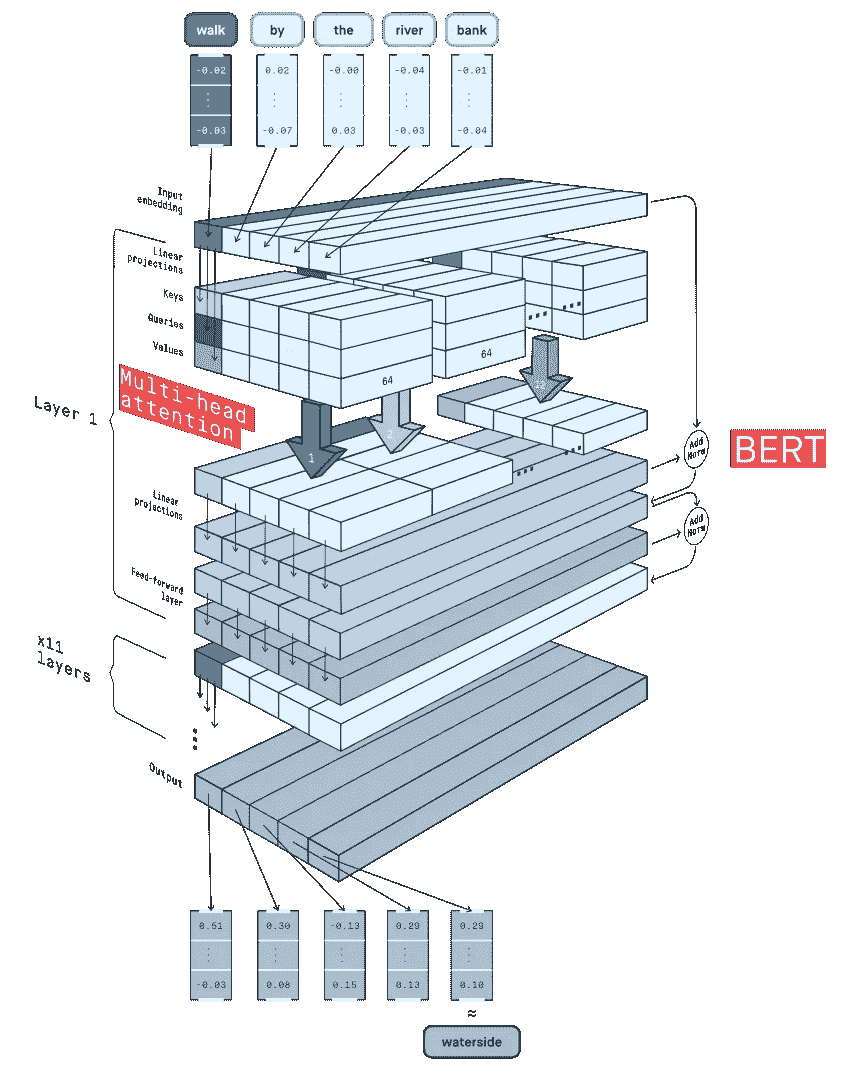 walk by the river bank
-0.02 0.02 -0.00 -0.04 -0.01
-0.03 -0.07 0.03 -0.03 -0.04
Input
embedding
Linear
projections
Keys
Queries
Values
64
64
Multi-head
attention
Layer 1
1
2
12
Add
Norm
BERT
Linear
projections
Add
Norm
Feed-forward
layer
x11
layers
Output
0.51 0.30 -0.13 0.29 0.29
-0.03 0.08 0.15 0.13 0.10
≈
waterside